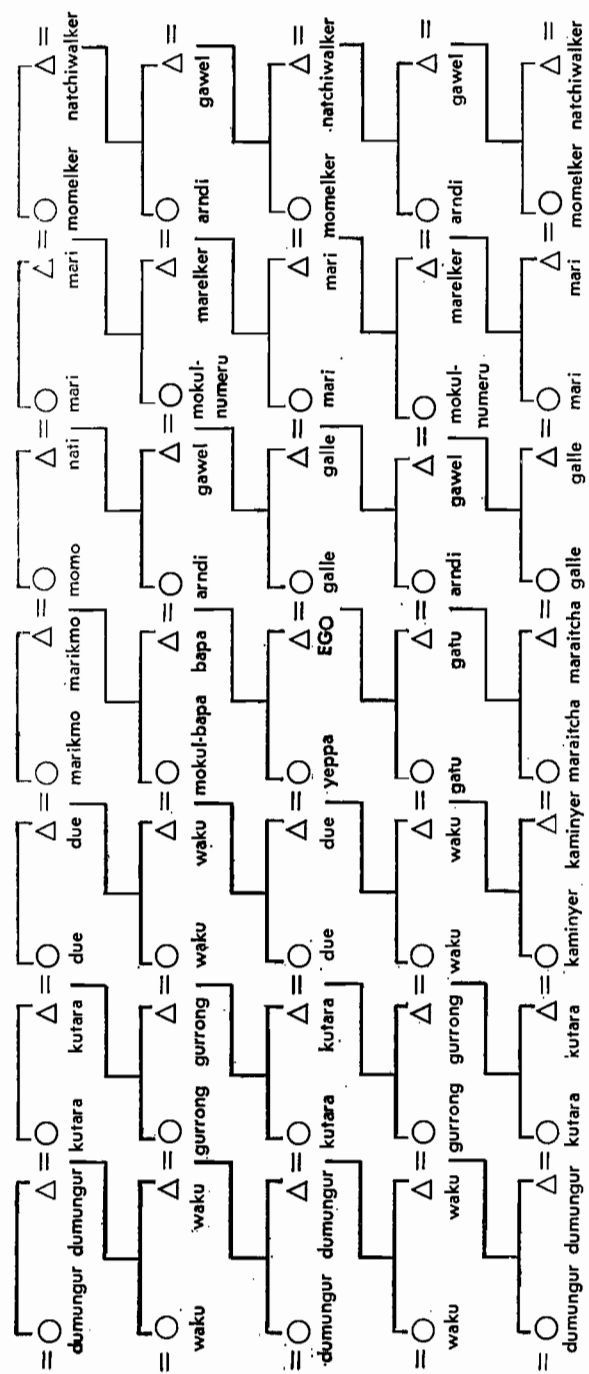 dumungur dumungur kutara kutara due due marikmo marikmo momo nati mari mari momelker natchiwalker
waku waku gurrong gurrong waku waku mokul-bapa bapa arndi gawel mokul- marelker arndi gawel
numeru
dumungur dumungur kutara kutara due due yeppa EGO galle galle mari mari momelker natchiwalker
waku waku gurrong gurrong waku waku gatu gatu arndi gawel mokul- marelker arndi gawel
numeru
dumungur dumungur kutara kutara kaminyer kaminyer maraitcha maraitcha galle galle mari mari momelker natchiwalker